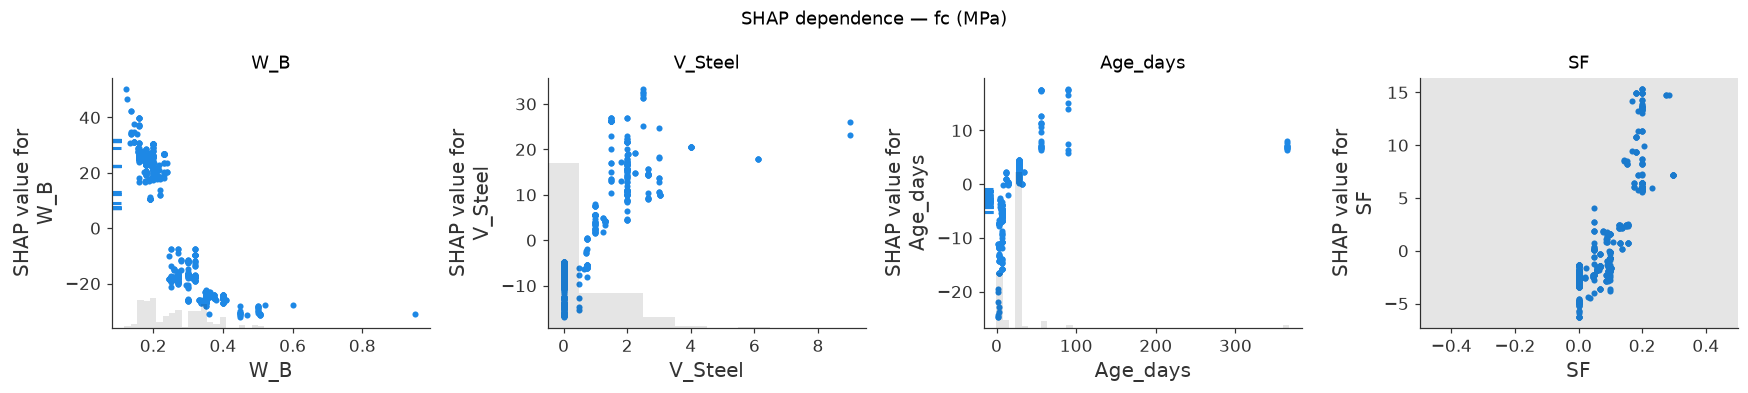 SHAP dependence — fc (MPa)
W_B
SHAP value for
W_B
40
20
0
−20
0.2 0.4 0.6 0.8
W_B
V_Steel
SHAP value for
V_Steel
30
20
10
0
−10
0 2 4 6 8
V_Steel
Age_days
SHAP value for
Age_days
10
0
−10
−20
0 100 200 300
Age_days
SF
SHAP value for
SF
15
10
5
0
−5
−0.4 −0.2 0.0 0.2 0.4
SF